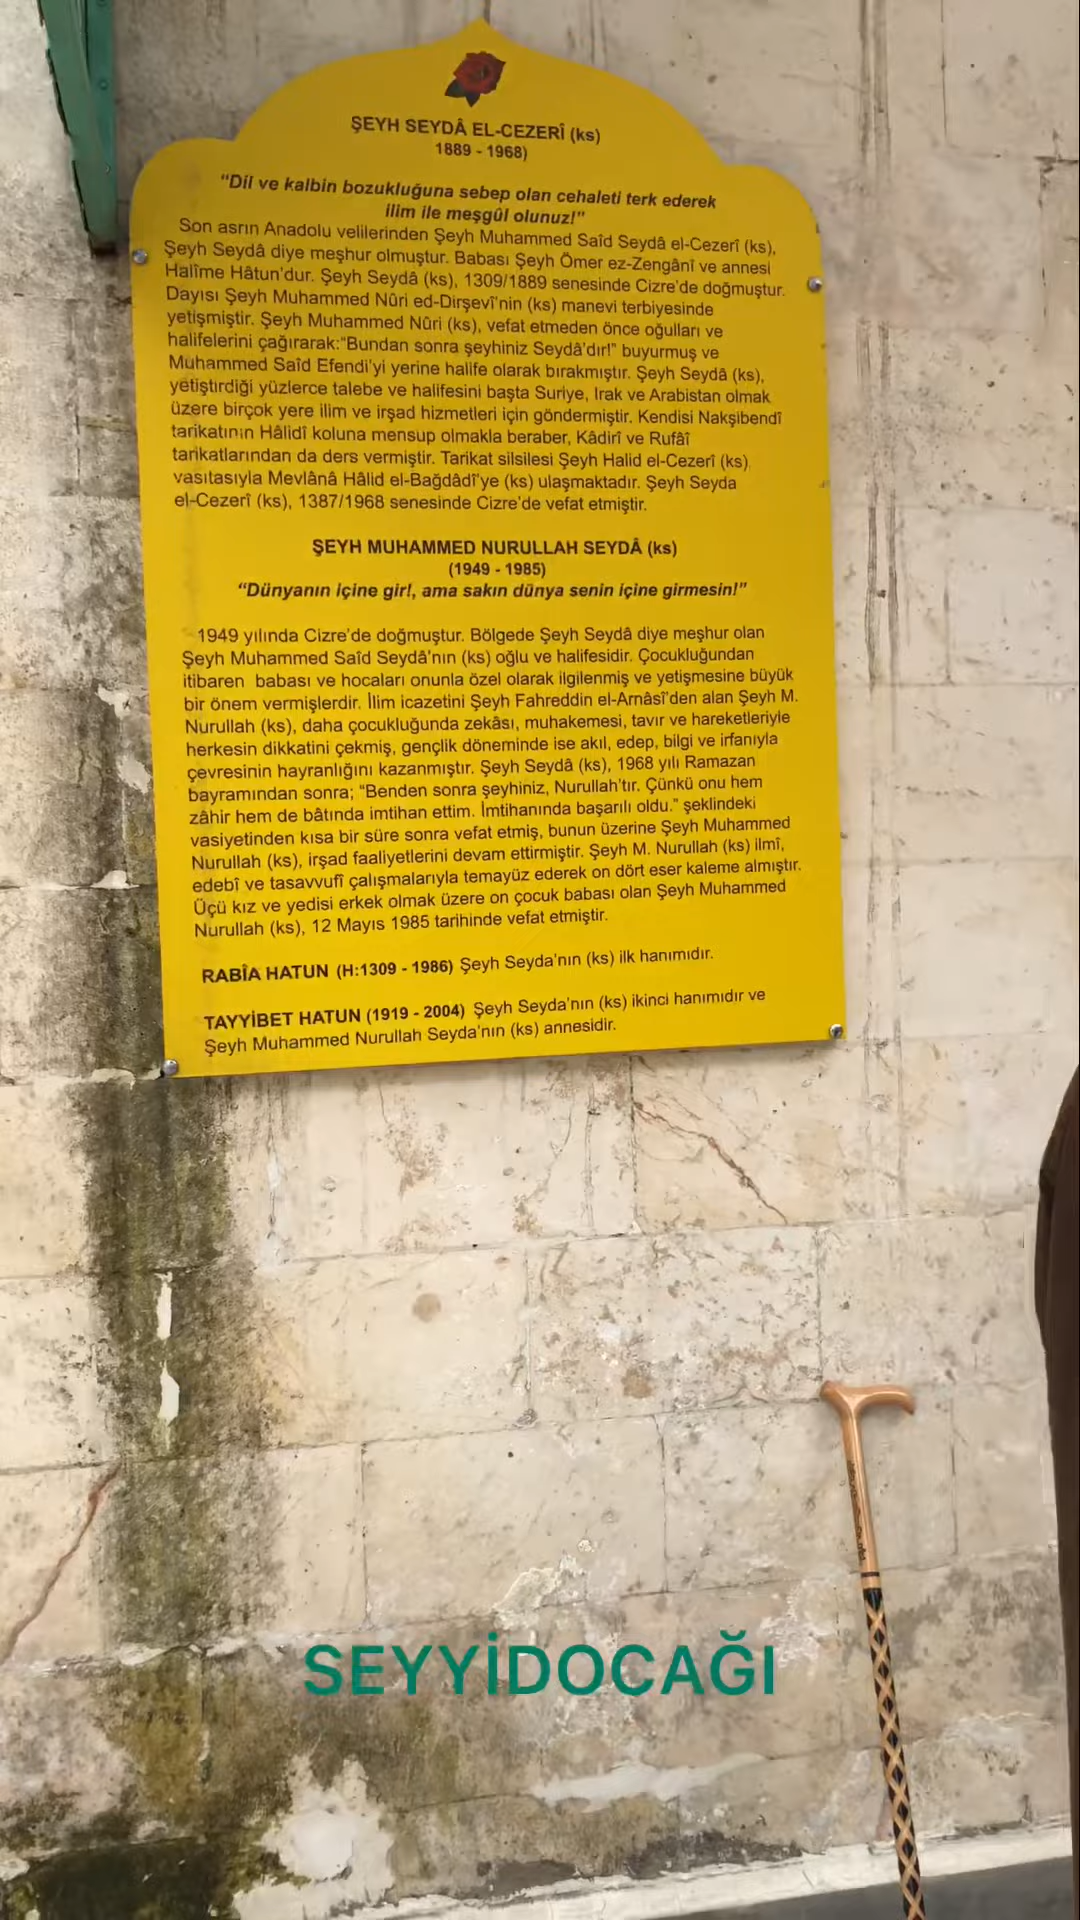 ŞEYH SEYDÂ EL-CEZERÎ (ks)
1889 - 1968)
“Dil ve kalbin bozukluğuna sebep olan cehaleti terk ederek
ilim ile meşgûl olunuz!”
Son asrın Anadolu velilerinden Şeyh Muhammed Saîd Seydâ el-Cezerî (ks),
Şeyh Seydâ diye meşhur olmuştur. Babası Şeyh Ömer ez-Zengânî ve annesi
Halîme Hâtun'dur. Şeyh Seydâ (ks), 1309/1889 senesinde Cizre'de doğmuştur.
Dayısı Şeyh Muhammed Nûri ed-Dirşevî'nin (ks) manevi terbiyesinde
yetişmiştir. Şeyh Muhammed Nûri (ks), vefat etmeden önce oğulları ve
halifelerini çağırarak:“Bundan sonra şeyhiniz Seydâ'dır!” buyurmuş ve
Muhammed Saîd Efendi'yi yerine halife olarak bırakmıştır. Şeyh Seydâ (ks),
yetiştirdiği yüzlerce talebe ve halifesini başta Suriye, Irak ve Arabistan olmak
üzere birçok yere ilim ve irşad hizmetleri için göndermiştir. Kendisi Nakşibendî
tarikatının Hâlidî koluna mensup olmakla beraber, Kâdirî ve Rufâî
tarikatlarından da ders vermiştir. Tarikat silsilesi Şeyh Halid el-Cezerî (ks)
vasıtasıyla Mevlânâ Hâlid el-Bağdâdî'ye (ks) ulaşmaktadır. Şeyh Seyda
el-Cezerî (ks), 1387/1968 senesinde Cizre'de vefat etmiştir.
ŞEYH MUHAMMED NURULLAH SEYDÂ (ks)
(1949 - 1985)
“Dünyanın içine gir!, ama sakın dünya senin içine girmesin!”
1949 yılında Cizre'de doğmuştur. Bölgede Şeyh Seydâ diye meşhur olan
Şeyh Muhammed Saîd Seydâ'nın (ks) oğlu ve halifesidir. Çocukluğundan
itibaren babası ve hocaları onunla özel olarak ilgilenmiş ve yetişmesine büyük
bir önem vermişlerdir. İlim icazetini Şeyh Fahreddin el-Arnâsî'den alan Şeyh M.
Nurullah (ks), daha çocukluğunda zekâsı, muhakemesi, tavır ve hareketleriyle
herkesin dikkatini çekmiş, gençlik döneminde ise akıl, edep, bilgi ve irfanıyla
çevresinin hayranlığını kazanmıştır. Şeyh Seydâ (ks), 1968 yılı Ramazan
bayramından sonra; “Benden sonra şeyhiniz, Nurullah'tır. Çünkü onu hem
zâhir hem de bâtında imtihan ettim. İmtihanında başarılı oldu.” şeklindeki
vasiyetinden kısa bir süre sonra vefat etmiş, bunun üzerine Şeyh Muhammed
Nurullah (ks), irşad faaliyetlerini devam ettirmiştir. Şeyh M. Nurullah (ks) ilmî,
edebî ve tasavvufî çalışmalarıyla temayüz ederek on dört eser kaleme almıştır.
Üçü kız ve yedisi erkek olmak üzere on çocuk babası olan Şeyh Muhammed
Nurullah (ks), 12 Mayıs 1985 tarihinde vefat etmiştir.
RABÎA HATUN (H:1309 - 1986) Şeyh Seyda'nın (ks) ilk hanımıdır.
TAYYİBET HATUN (1919 - 2004) Şeyh Seyda'nın (ks) ikinci hanımıdır ve
Şeyh Muhammed Nurullah Seyda'nın (ks) annesidir.
SEYYİDOCAĞI